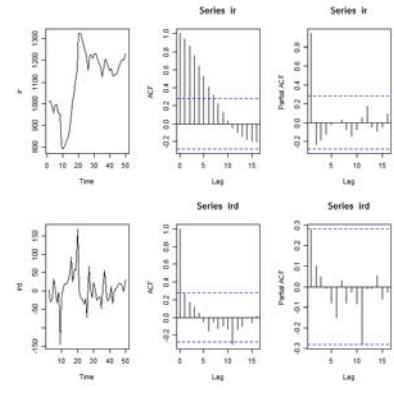 Series ir
Series ir
ir
800 900 1000 1100 1200 1300
0 10 20 30 40 50
Time
ACF
-0.2 0.0 0.2 0.4 0.6 0.8 1.0
0 5 10 15
Lag
Partial ACF
-0.2 0.0 0.2 0.4 0.6 0.8
5 10 15
Lag
Series ird
Series ird
ird
-150 -50 0 50 100 150
10 20 30 40 50
Time
ACF
-0.2 0.0 0.2 0.4 0.6 0.8 1.0
0 5 10 15
Lag
Partial ACF
-0.3 -0.2 -0.1 0.0 0.1 0.2 0.3
5 10 15
Lag